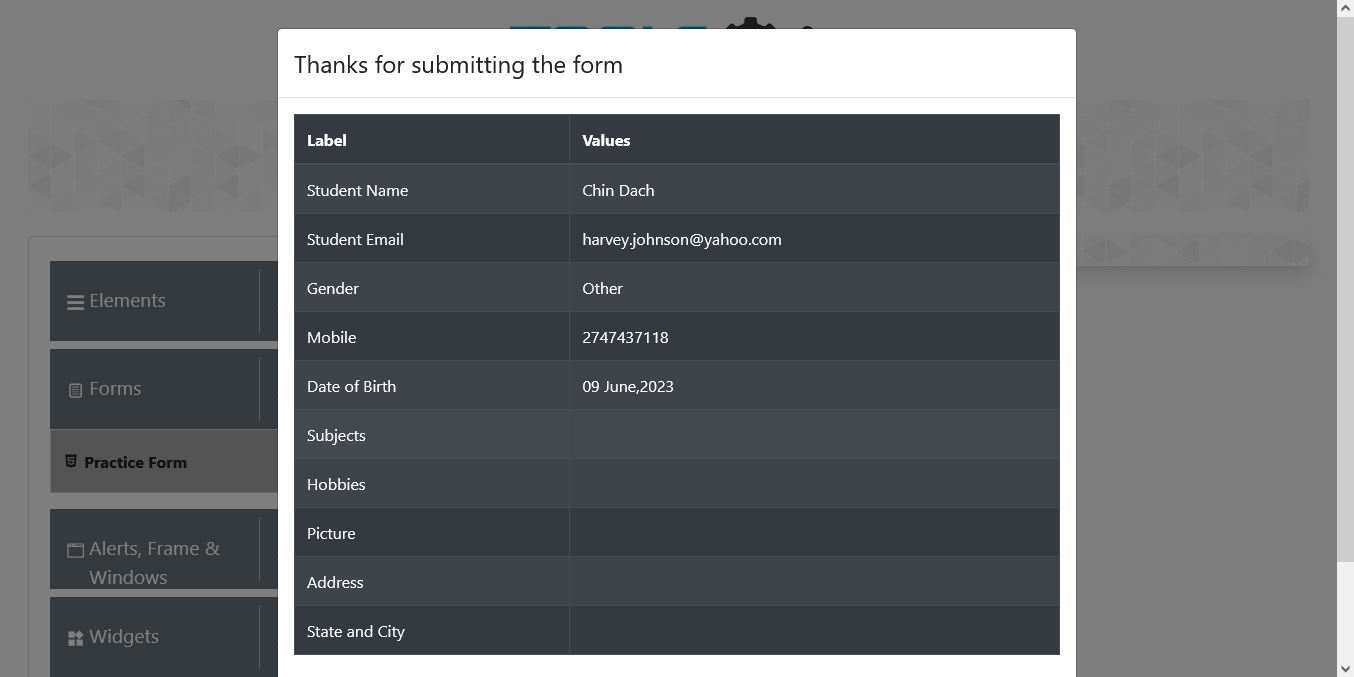 Thanks for submitting the form
Label Values
Student Name Chin Dach
Student Email harvey.johnson@yahoo.com
Gender Other
Mobile 2747437118
Date of Birth 09 June,2023
Subjects
Hobbies
Picture
Address
State and City
Elements
Forms
Practice Form
Alerts, Frame &
Windows
Widgets